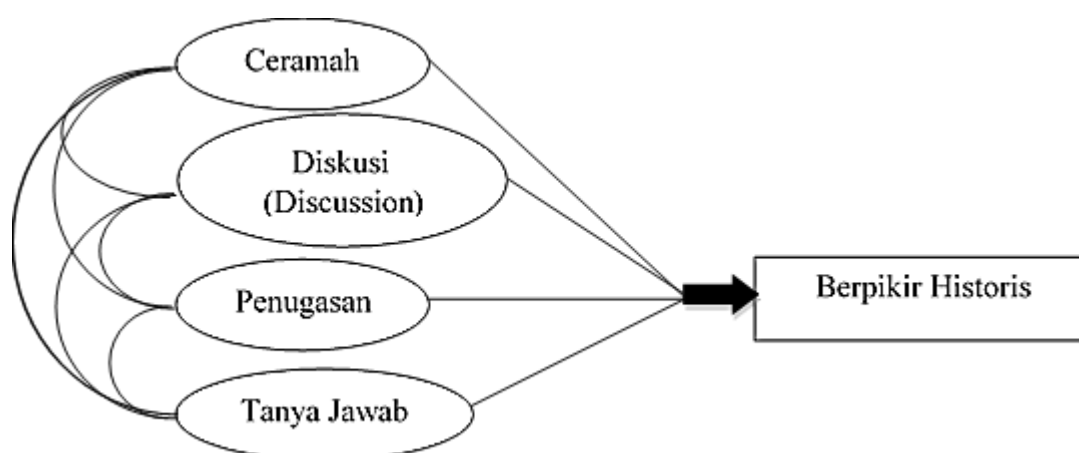 Ceramah
Diskusi
(Discussion)
Penugasan
Berpikir Historis
Tanya Jawab